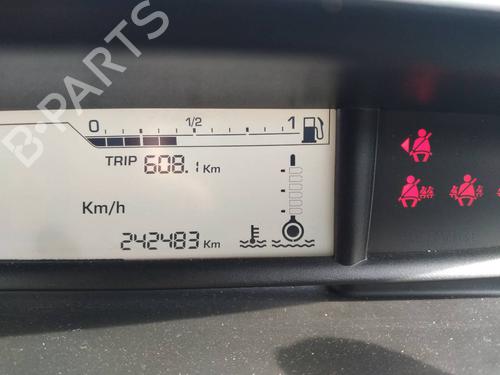 B-PARTS
0 1/2 1
TRIP 608.1 Km
Km/h
242483 Km